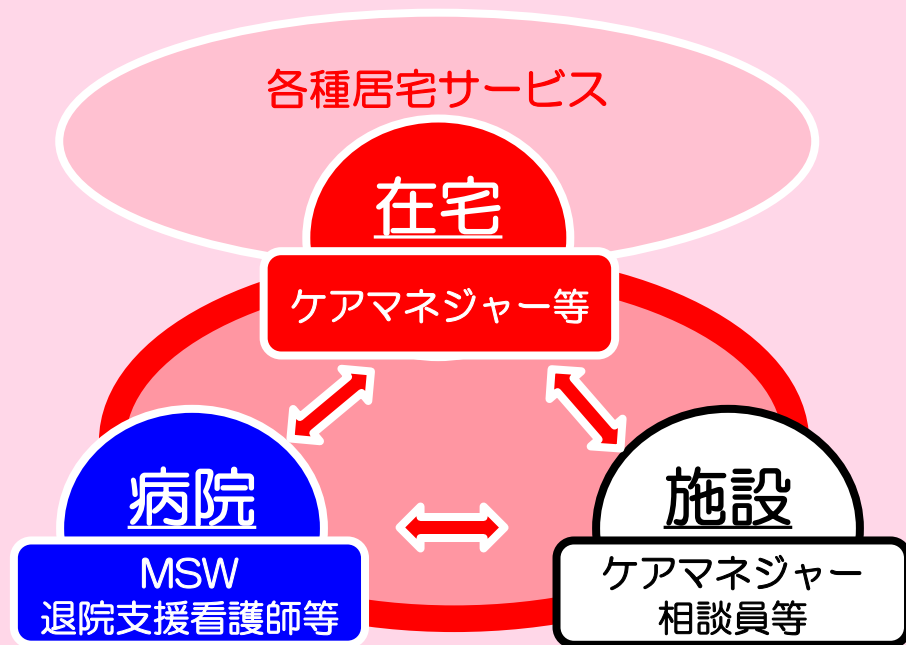 各種居宅サービス
在宅
ケアマネジャー等
病院
MSW
退院支援看護師等
施設
ケアマネジャー
相談員等